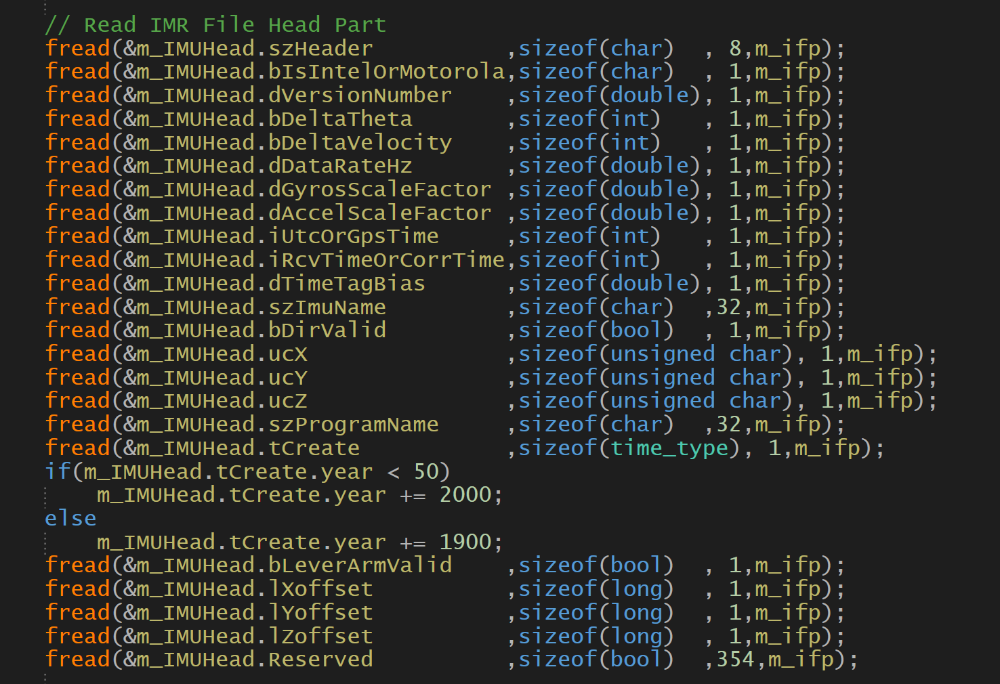 // Read IMR File Head Part
fread(&m_IMUHead.szHeader          ,sizeof(char)  , 8,m_ifp);
fread(&m_IMUHead.bIsIntelOrMotorola,sizeof(char)  , 1,m_ifp);
fread(&m_IMUHead.dVersionNumber    ,sizeof(double), 1,m_ifp);
fread(&m_IMUHead.bDeltaTheta       ,sizeof(int)   , 1,m_ifp);
fread(&m_IMUHead.bDeltaVelocity    ,sizeof(int)   , 1,m_ifp);
fread(&m_IMUHead.dDataRateHz       ,sizeof(double), 1,m_ifp);
fread(&m_IMUHead.dGyrosScaleFactor ,sizeof(double), 1,m_ifp);
fread(&m_IMUHead.dAccelScaleFactor ,sizeof(double), 1,m_ifp);
fread(&m_IMUHead.iUtcOrGpsTime     ,sizeof(int)   , 1,m_ifp);
fread(&m_IMUHead.iRcvTimeOrCorrTime,sizeof(int)   , 1,m_ifp);
fread(&m_IMUHead.dTimeTagBias      ,sizeof(double), 1,m_ifp);
fread(&m_IMUHead.szImuName         ,sizeof(char)  ,32,m_ifp);
fread(&m_IMUHead.bDirValid         ,sizeof(bool)  , 1,m_ifp);
fread(&m_IMUHead.ucX               ,sizeof(unsigned char), 1,m_ifp);
fread(&m_IMUHead.ucY               ,sizeof(unsigned char), 1,m_ifp);
fread(&m_IMUHead.ucZ               ,sizeof(unsigned char), 1,m_ifp);
fread(&m_IMUHead.szProgramName     ,sizeof(char)  ,32,m_ifp);
fread(&m_IMUHead.tCreate           ,sizeof(time_type), 1,m_ifp);
if(m_IMUHead.tCreate.year < 50)
    m_IMUHead.tCreate.year += 2000;
else
    m_IMUHead.tCreate.year += 1900;
fread(&m_IMUHead.bLeverArmValid    ,sizeof(bool)  , 1,m_ifp);
fread(&m_IMUHead.lXoffset          ,sizeof(long)  , 1,m_ifp);
fread(&m_IMUHead.lYoffset          ,sizeof(long)  , 1,m_ifp);
fread(&m_IMUHead.lZoffset          ,sizeof(long)  , 1,m_ifp);
fread(&m_IMUHead.Reserved          ,sizeof(bool)  ,354,m_ifp);